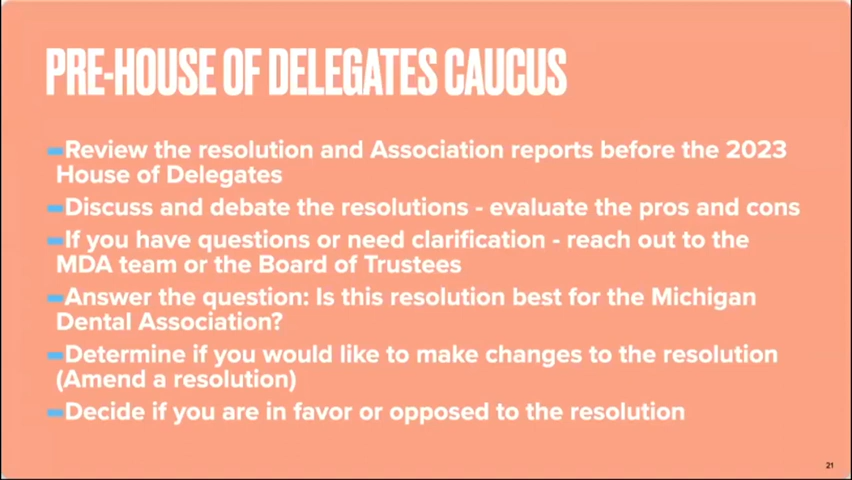 PRE-HOUSE OF DELEGATES CAUCUS
Review the resolution and Association reports before the 2023
House of Delegates
Discuss and debate the resolutions - evaluate the pros and cons
If you have questions or need clarification - reach out to the
MDA team or the Board of Trustees
Answer the question: Is this resolution best for the Michigan
Dental Association?
Determine if you would like to make changes to the resolution
(Amend a resolution)
Decide if you are in favor or opposed to the resolution
21